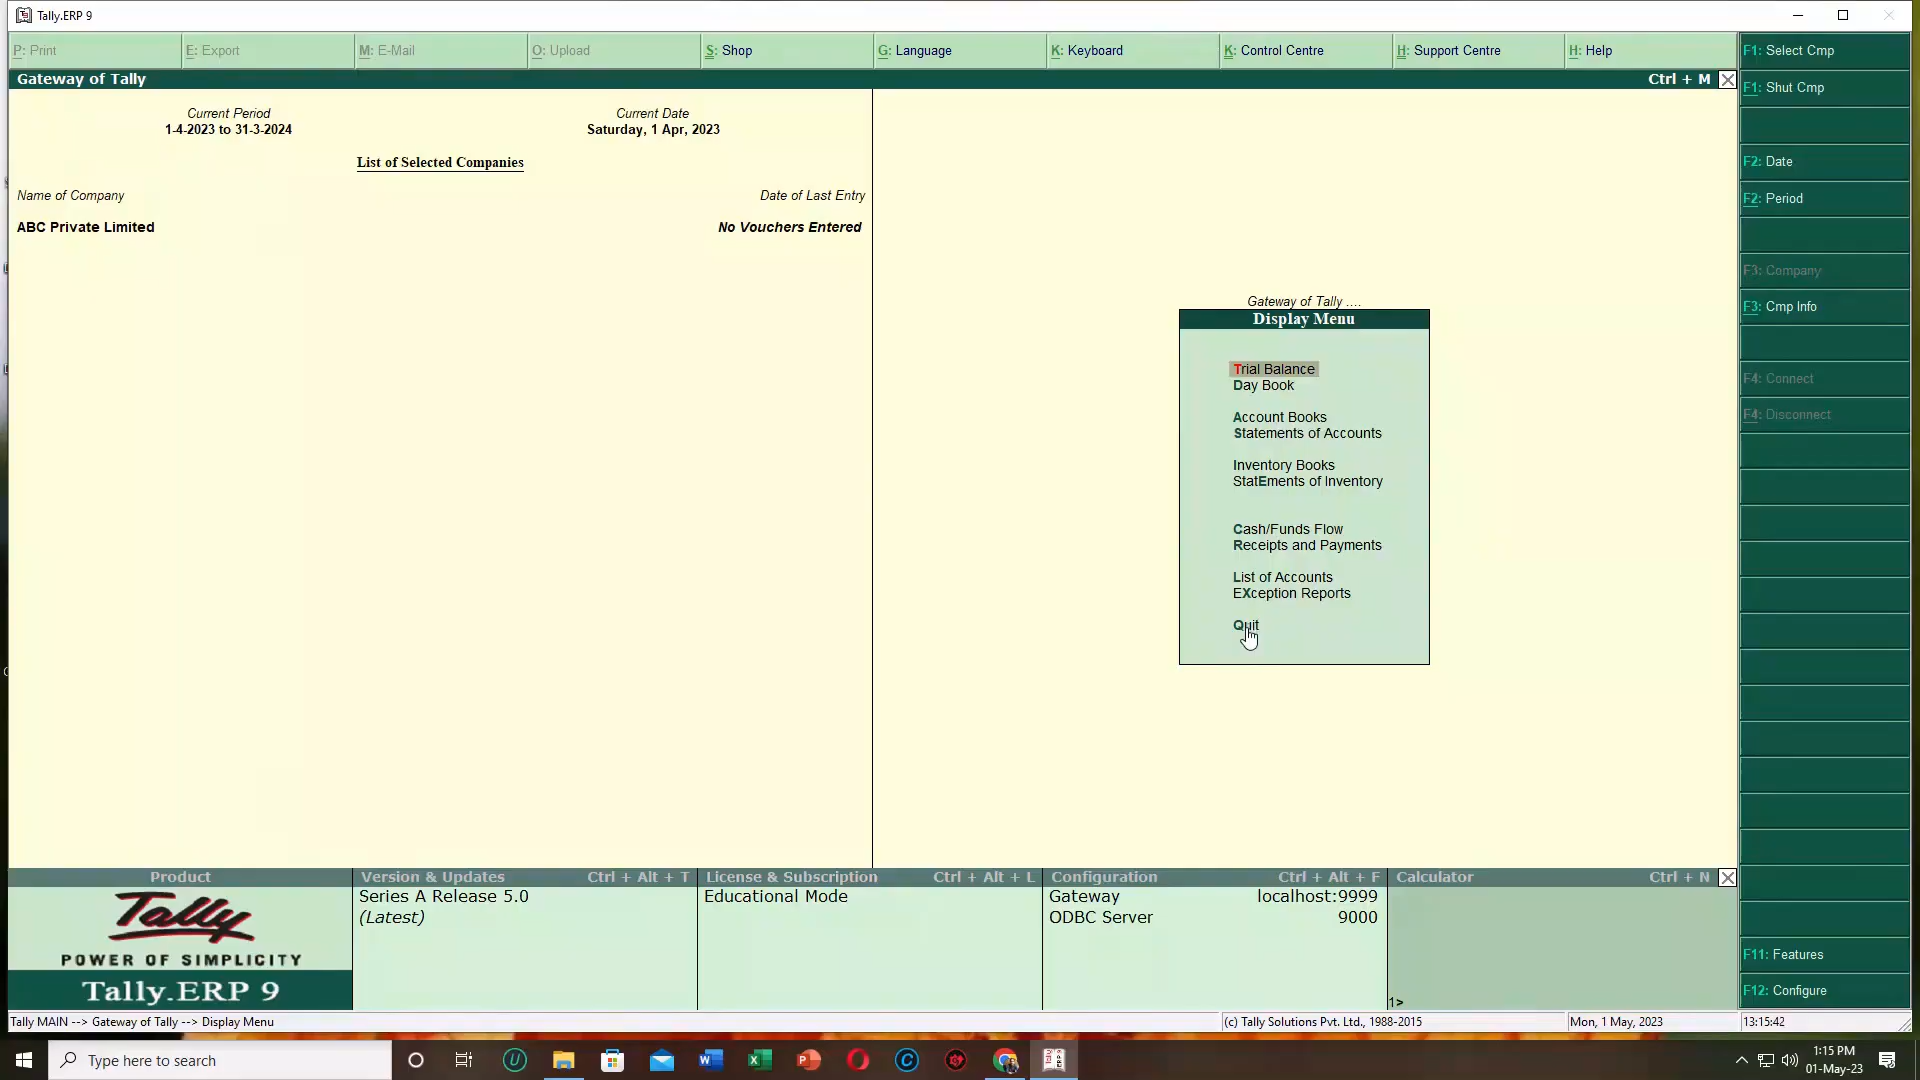 Tally.ERP 9
P: Print
E: Export
M: E-Mail
O: Upload
S: Shop
G: Language
K: Keyboard
K: Control Centre
H: Support Centre
H: Help
Gateway of Tally
Ctrl + M
Current Period
1-4-2023 to 31-3-2024
Current Date
Saturday, 1 Apr, 2023
List of Selected Companies
Name of Company
Date of Last Entry
ABC Private Limited
No Vouchers Entered
Gateway of Tally ....
Display Menu
Trial Balance
Day Book
Account Books
Statements of Accounts
Inventory Books
StatEments of Inventory
Cash/Funds Flow
Receipts and Payments
List of Accounts
EXception Reports
Quit
F1: Select Cmp
F1: Shut Cmp
F2: Date
F2: Period
F3: Company
F3: Cmp Info
F4: Connect
F4: Disconnect
F11: Features
F12: Configure
Product
Tally
POWER OF SIMPLICITY
Tally.ERP 9
Version & Updates
Ctrl + Alt + T
Series A Release 5.0
(Latest)
License & Subscription
Ctrl + Alt + L
Educational Mode
Configuration
Ctrl + Alt + F
Gateway
localhost:9999
ODBC Server
9000
Calculator
Ctrl + N
1>
Tally MAIN --> Gateway of Tally --> Display Menu
(c) Tally Solutions Pvt. Ltd., 1988-2015
Mon, 1 May, 2023
13:15:42
Type here to search
1:15 PM
01-May-23